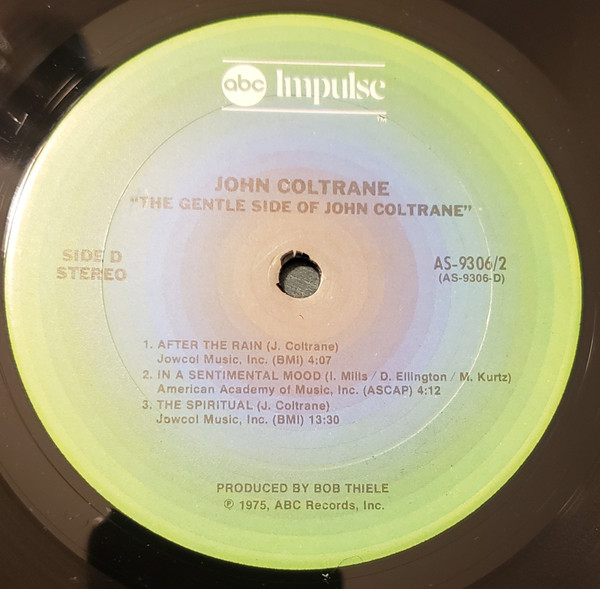 abc Impulse
JOHN COLTRANE
"THE GENTLE SIDE OF JOHN COLTRANE"
SIDE D
STEREO
AS-9306/2
(AS-9306-D)
1. AFTER THE RAIN (J. Coltrane)
Jowcol Music, Inc. (BMI) 4:07
2. IN A SENTIMENTAL MOOD (I. Mills / D. Ellington / M. Kurtz)
American Academy of Music, Inc. (ASCAP) 4:12
3. THE SPIRITUAL (J. Coltrane)
Jowcol Music, Inc. (BMI) 13:30
PRODUCED BY BOB THIELE
℗ 1975, ABC Records, Inc.